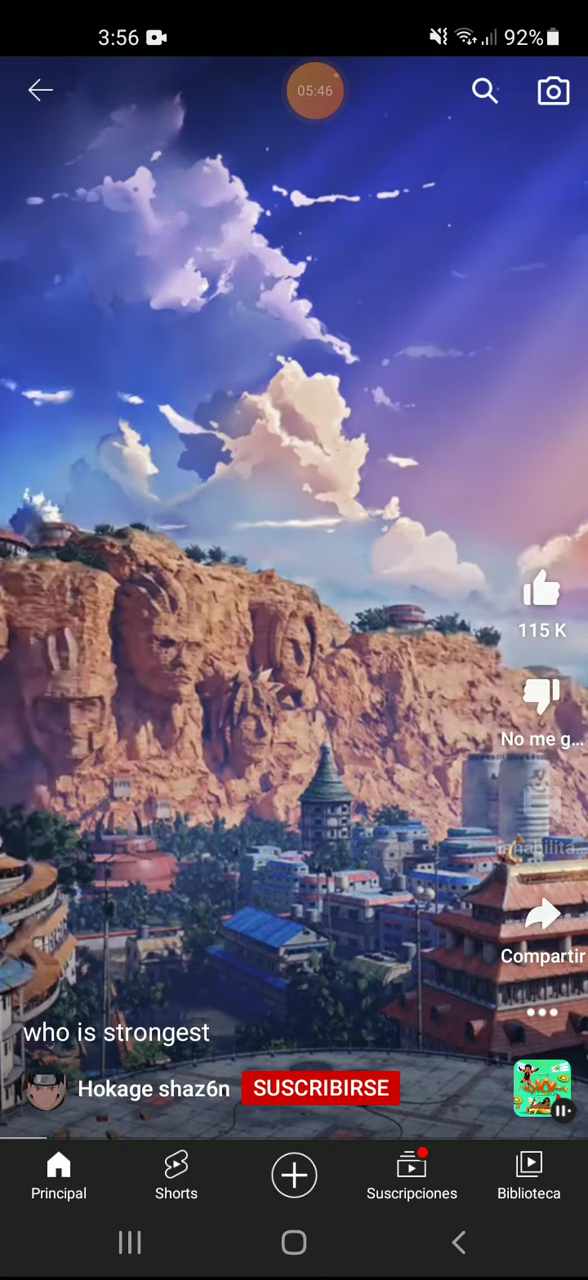 3:56
92%
05:46
115 K
No me g...
Compartir
who is strongest
Hokage shaz6n
SUSCRIBIRSE
Principal
Shorts
Suscripciones
Biblioteca